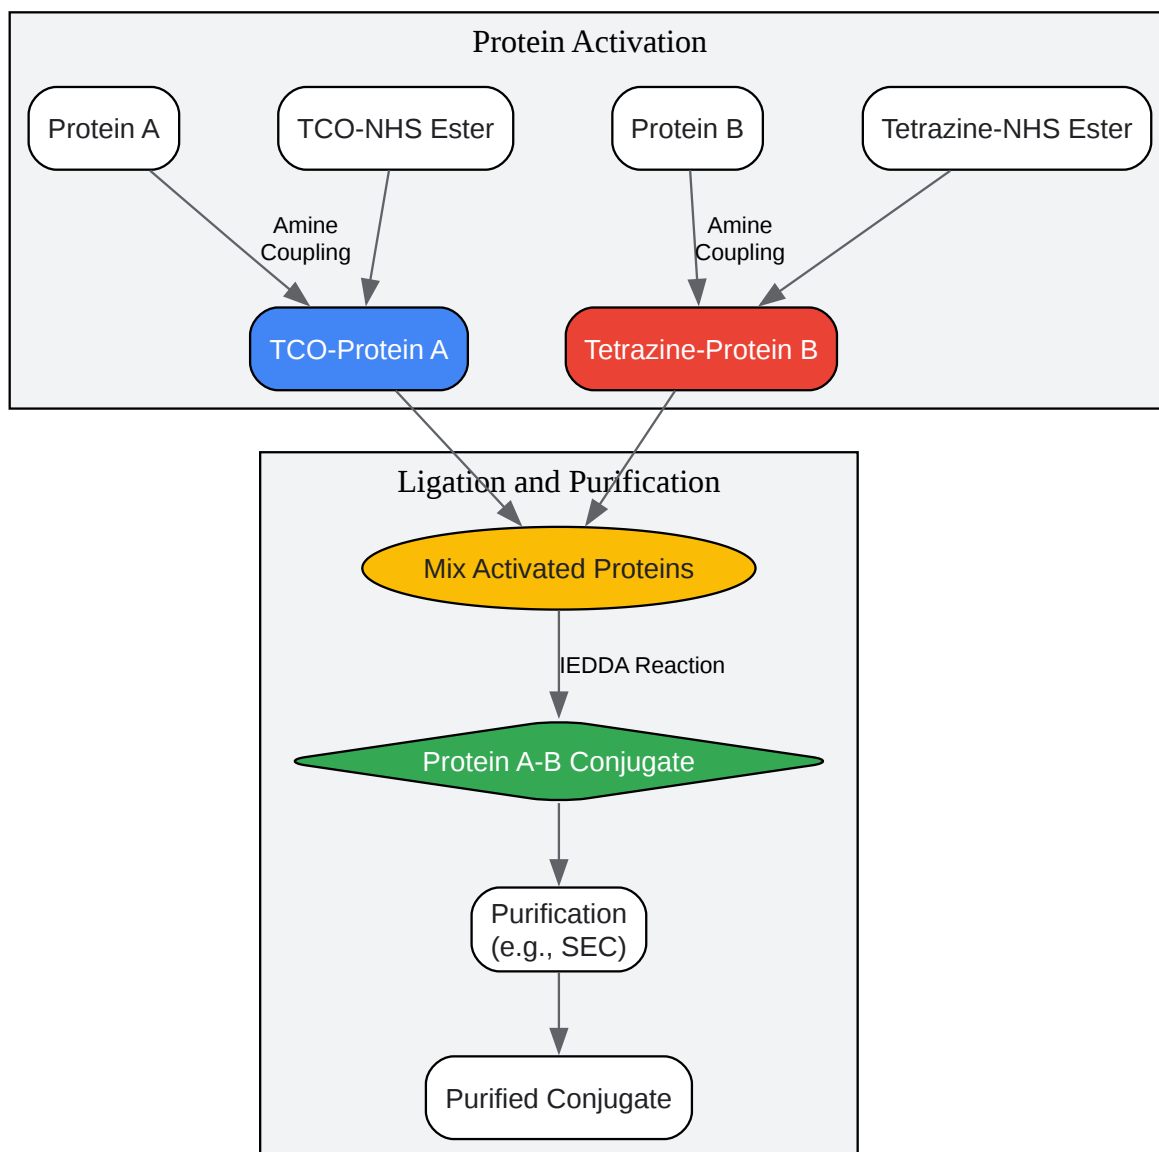 Protein Activation
Protein A
TCO-NHS Ester
Protein B
Tetrazine-NHS Ester
Amine
Coupling
Amine
Coupling
TCO-Protein A
Tetrazine-Protein B
Ligation and Purification
Mix Activated Proteins
IEDDA Reaction
Protein A-B Conjugate
Purification
(e.g., SEC)
Purified Conjugate